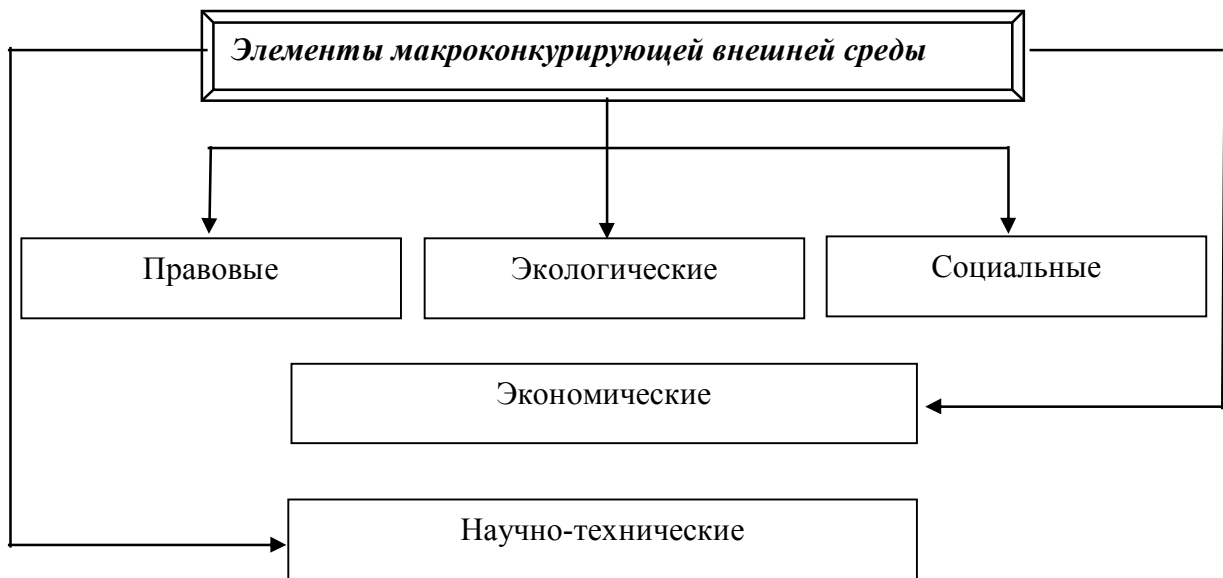 Элементы макроконкурирующей внешней среды
Правовые
Экологические
Социальные
Экономические
Научно-технические